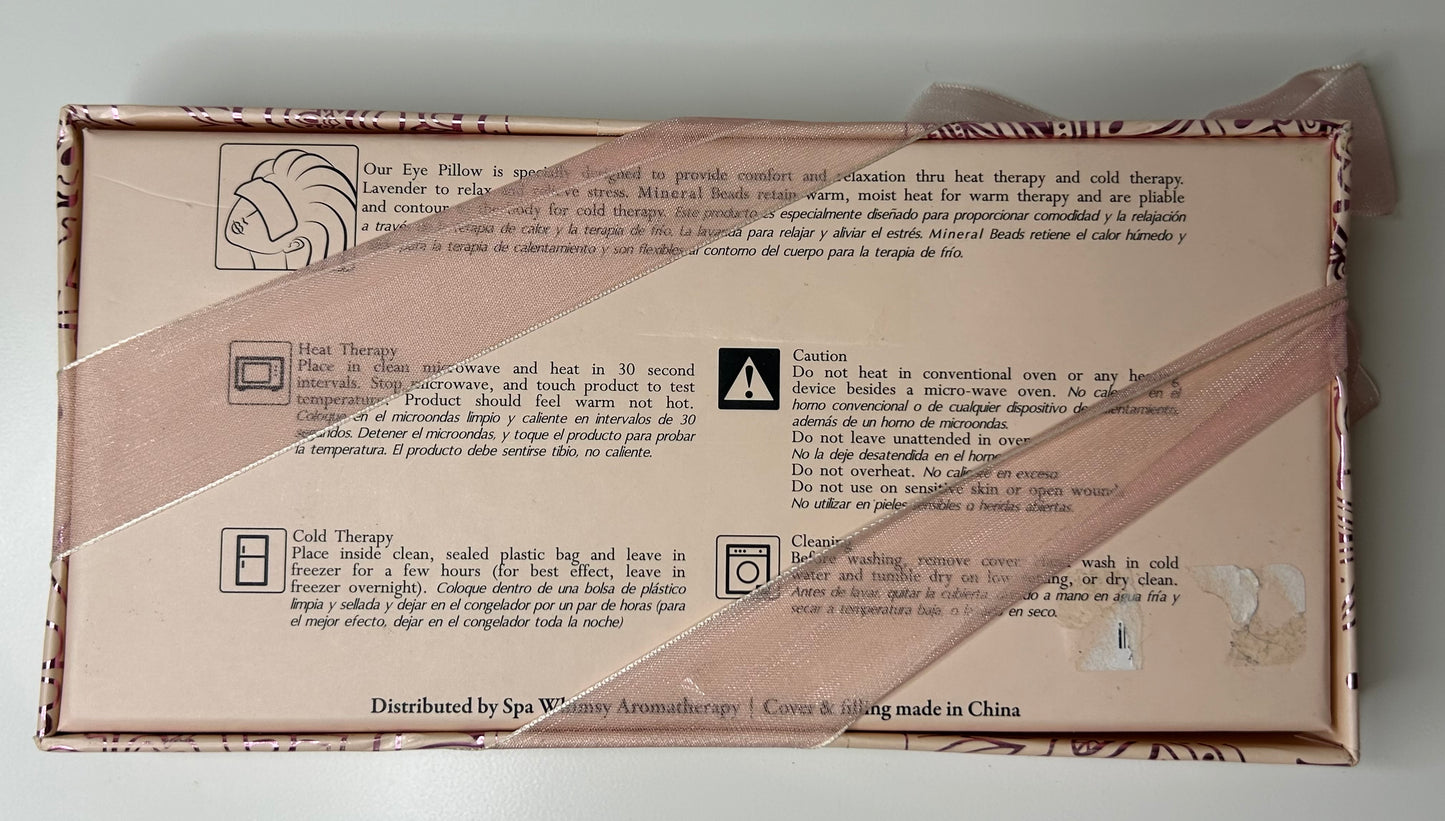 Our Eye Pillow is specially designed to provide comfort and relaxation thru heat therapy and cold therapy.
Lavender to relax and relieve stress. Mineral Beads retain warm, moist heat for warm therapy and are pliable
and contour body for cold therapy. Este producto es especialmente diseñado para proporcionar comodidad y la relajación
a través terapia de calor y la terapia de frío. La lavanda para relajar y aliviar el estrés. Mineral Beads retiene el calor húmedo y
para la terapia de calentamiento y son flexibles al contorno del cuerpo para la terapia de frío.
Heat Therapy
Place in clean microwave and heat in 30 second
intervals. Stop microwave, and touch product to test
temperature. Product should feel warm not hot.
Coloque en el microondas limpio y caliente en intervalos de 30
segundos. Detener el microondas, y toque el producto para probar
la temperatura. El producto debe sentirse tibio, no caliente.
Cold Therapy
Place inside clean, sealed plastic bag and leave in
freezer for a few hours (for best effect, leave in
freezer overnight). Coloque dentro de una bolsa de plástico
limpia y sellada y dejar en el congelador por un par de horas (para
el mejor efecto, dejar en el congelador toda la noche)
Caution
Do not heat in conventional oven or any
device besides a micro-wave oven. No en el
horno convencional o de cualquier dispositivo de calentamiento,
además de un horno de microondas.
Do not leave unattended in oven
No la deje desatendida en el horno
Do not overheat. No caliente en exceso
Do not use on sensitive skin or open wounds
No utilizar en pieles sensibles o heridas abiertas.
Cleaning
Before washing, remove cover wash in cold
water and tumble dry on low or dry clean.
Antes de lavar, quitar la cubierta a mano en agua fría y
secar a temperatura baja, o en seco.
Distributed by Spa Whimsy Aromatherapy | Cover & filling made in China